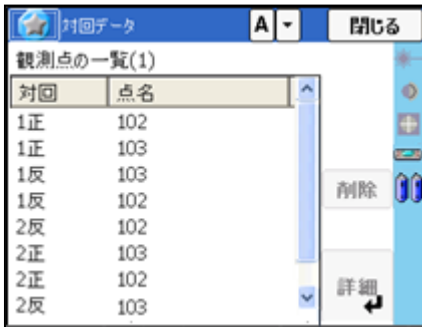 対回データ A 閉じる
観測点の一覧(1)
対回 点名
1正 102
1正 103
1反 103
1反 102
2反 102
2正 103
2正 102
2反 103
削除
詳細